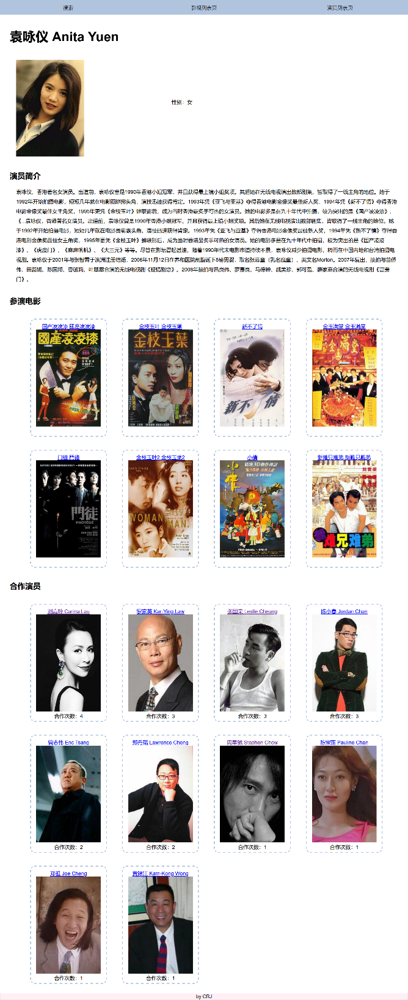 搜索 影视列表页 演员列表页
袁咏仪 Anita Yuen
性别：女
演员简介
袁咏仪，香港著名女演员。出道前，袁咏仪曾是1990年香港小姐冠军，并且获得最上镜小姐奖项。其后她在无线电视演出数部剧集，皆取得了一线主角的地位。她于
1992年开始拍摄电影，短短几年就在电影圈崭露头角，演技迅速获得肯定。1993年凭《亚飞与亚基》夺得香港电影金像奖最佳新人奖，1994年凭《新不了情》夺得香港
电影金像奖最佳女主角奖，1995年更凭《金枝玉叶》蝉联影后，成为当时香港最炙手可热的女演员。她的电影多是在九十年代中拍摄，较为突出的是《国产凌凌漆》、
《...袁咏仪，香港著名女演员。出道前，袁咏仪曾是1990年香港小姐冠军，并且获得最上镜小姐奖项。其后她在无线电视演出数部剧集，皆取得了一线主角的地位。她
于1992年开始拍摄电影，短短几年就在电影圈崭露头角，演技迅速获得肯定。1993年凭《亚飞与亚基》夺得香港电影金像奖最佳新人奖，1994年凭《新不了情》夺得香
港电影金像奖最佳女主角奖，1995年更凭《金枝玉叶》蝉联影后，成为当时香港最炙手可热的女演员。她的电影多是在九十年代中拍摄，较为突出的是《国产凌凌
漆》、《虎度门》、《麻麻帆帆》、《大三元》等等。尽管在影坛冒起甚速，随着1990年代末电影市道持续不景，袁咏仪减少拍摄电影，转而在中国内地和台湾拍摄电
视剧。袁咏仪于2001年与张智霖于澳洲注册结婚，2006年11月12日在养和医院剖腹诞下8磅男婴，取名张慕童（乳名魔童），英文名Morton。2007年复出，接拍与苗侨
伟、田蕊妮、陈国邦、曹敏莉、叶翠翠合演的无线电视剧《疑情别恋》。2008年接拍与吕良伟、罗嘉良、马德钟、戚美珍、郭可盈、薛家燕合演的无线电视剧《富贵
门》。
参演电影
国产凌凌漆 國產凌凌漆 金枝玉叶 金枝玉葉 新不了情 金玉满堂 金玉滿堂
國產凌凌漆 金枝玉葉 新不了情 金玉滿堂
门徒 門徒 金枝玉叶2 金枝玉葉2 小倩 新难兄难弟 新難兄難弟
Leslie Cheung
門徒
PROTÉGÉ
WOMAN
MAN.
小倩
难兄难弟
合作演员
刘嘉玲 Carina Lau 罗家英 Kar-Ying Law 张国荣 Leslie Cheung 陈小春 Jordan Chan
合作次数：4 合作次数：3 合作次数：3 合作次数：3
曾志伟 Eric Tsang 郑丹瑞 Lawrence Cheng 周星驰 Stephen Chow 陈宝莲 Pauline Chan
合作次数：2 合作次数：2 合作次数：1 合作次数：1
郑祖 Joe Cheng 黄锦江 Kam-Kong Wong
合作次数：1 合作次数：1
by CRJ